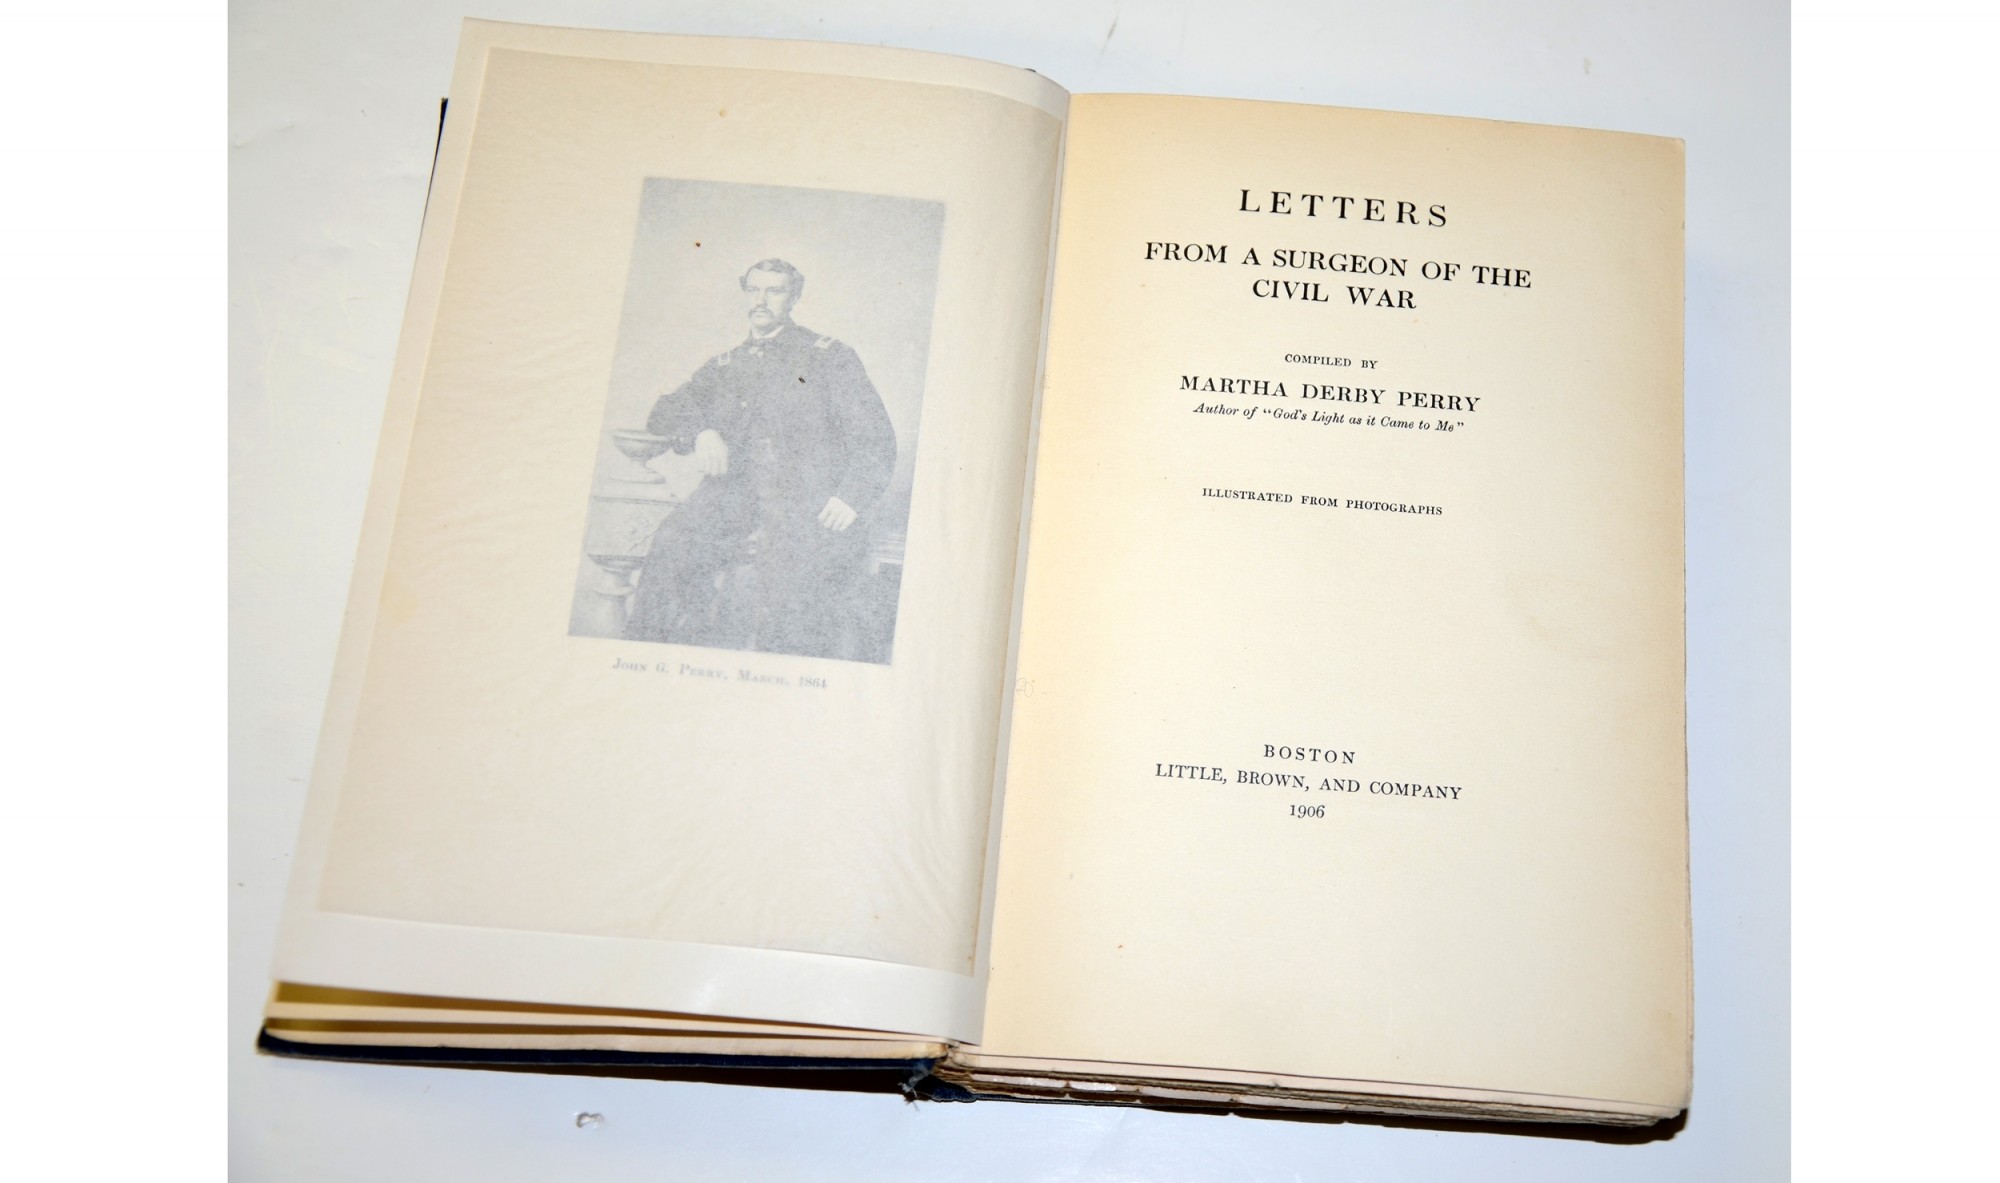 John G. Perry, March, 1864
LETTERS
FROM A SURGEON OF THE
CIVIL WAR
COMPILED BY
MARTHA DERBY PERRY
Author of "God's Light as it Came to Me"
ILLUSTRATED FROM PHOTOGRAPHS
BOSTON
LITTLE, BROWN, AND COMPANY
1906